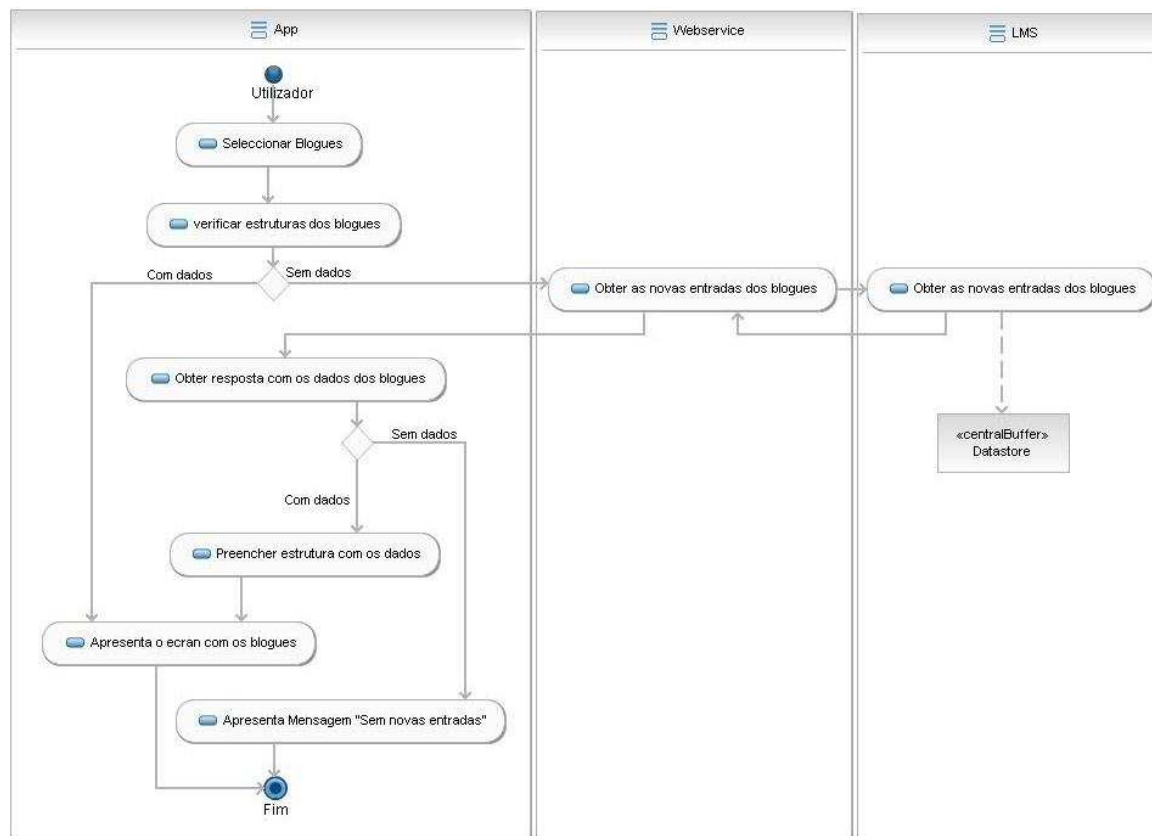 App
Webservice
LMS
Utilizador
Seleccionar Blogues
verificar estruturas dos blogues
Com dados
Sem dados
Obter as novas entradas dos blogues
Obter as novas entradas dos blogues
Obter resposta com os dados dos blogues
Sem dados
«centralBuffer»
Datastore
Com dados
Preencher estrutura com os dados
Apresenta o ecran com os blogues
Apresenta Mensagem "Sem novas entradas"
Fim